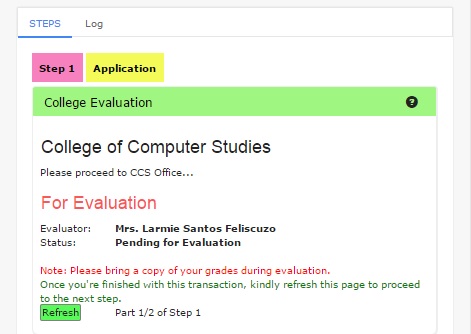 STEPS Log
Step 1 Application
College Evaluation
College of Computer Studies
Please proceed to CCS Office...
For Evaluation
Evaluator: Mrs. Larmie Santos Feliscuzo
Status: Pending for Evaluation
Note: Please bring a copy of your grades during evaluation.
Once you're finished with this transaction, kindly refresh this page to proceed
to the next step.
Refresh Part 1/2 of Step 1